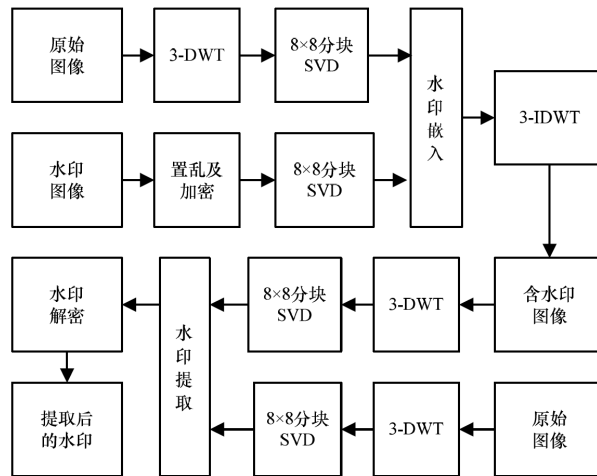 原始
图像
3-DWT
8×8分块
SVD
水
印
嵌
入
3-IDWT
水印
图像
置乱及
加密
8×8分块
SVD
水印
解密
水
印
提
取
8×8分块
SVD
3-DWT
含水印
图像
提取后
的水印
8×8分块
SVD
3-DWT
原始
图像